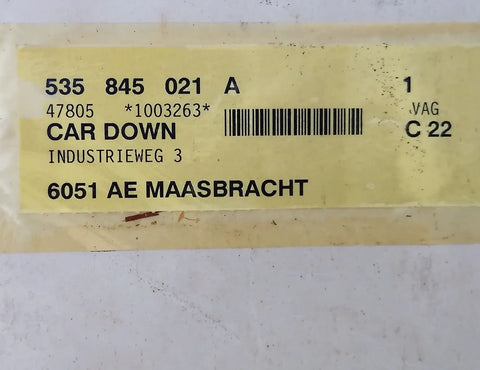 535 845 021 A 1
47805 *1003263* VAG
CAR DOWN C 22
INDUSTRIEWEG 3
6051 AE MAASBRACHT